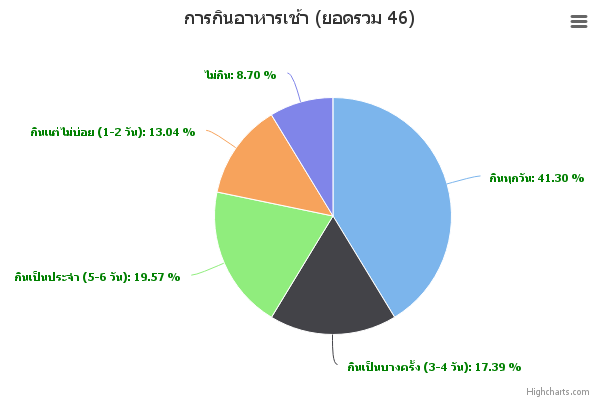 การกินอาหารเช้า (ยอดรวม 46)
ไม่กิน: 8.70 %
กินแต่ไม่บ่อย (1-2 วัน): 13.04 %
กินทุกวัน: 41.30 %
กินเป็นประจำ (5-6 วัน): 19.57 %
กินเป็นบางครั้ง (3-4 วัน): 17.39 %
Highcharts.com